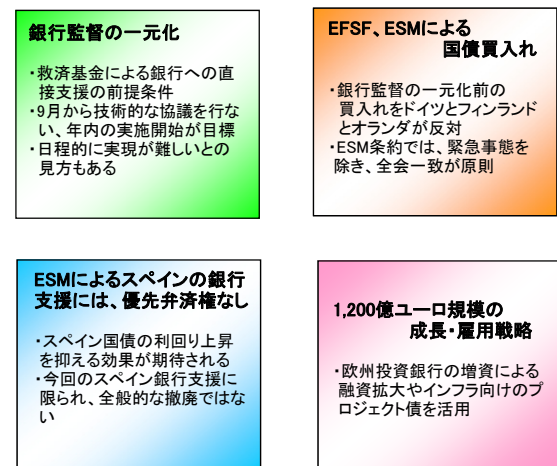 銀行監督の一元化
・救済基金による銀行への直
接支援の前提条件
・9月から技術的な協議を行な
い、年内の実施開始が目標
・日程的に実現が難しいとの
見方もある
EFSF、ESMによる
国債買入れ
・銀行監督の一元化前の
買入れをドイツとフィンランド
とオランダが反対
・ESM条約では、緊急事態を
除き、全会一致が原則
ESMによるスペインの銀行
支援には、優先弁済権なし
・スペイン国債の利回り上昇
を抑える効果が期待される
・今回のスペイン銀行支援に
限られ、全般的な撤廃ではな
い
1,200億ユーロ規模の
成長・雇用戦略
・欧州投資銀行の増資による
融資拡大やインフラ向けのプ
ロジェクト債を活用